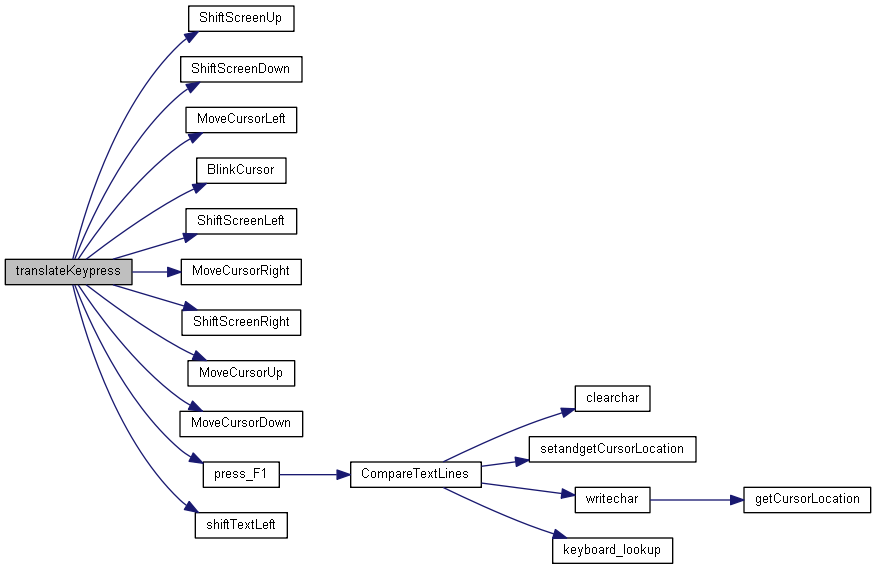 ShiftScreenUp
ShiftScreenDown
MoveCursorLeft
BlinkCursor
ShiftScreenLeft
translateKeypress
MoveCursorRight
ShiftScreenRight
MoveCursorUp
clearchar
MoveCursorDown
setandgetCursorLocation
press_F1
CompareTextLines
writechar
getCursorLocation
shiftTextLeft
keyboard_lookup